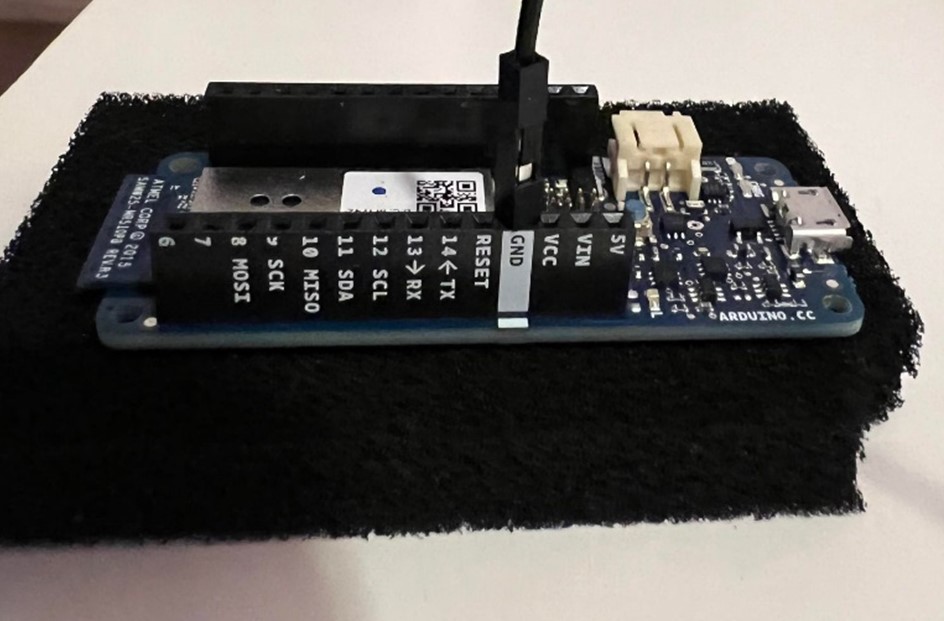 ATMEL CORP © 2015
SAMW25-MR510PB REV.A3
6
7
8 MOSI
9 SCK
10 MISO
11 SDA
12 SCL
13→RX
14←TX
RESET
GND
VCC
VIN
5V
ARDUINO.CC